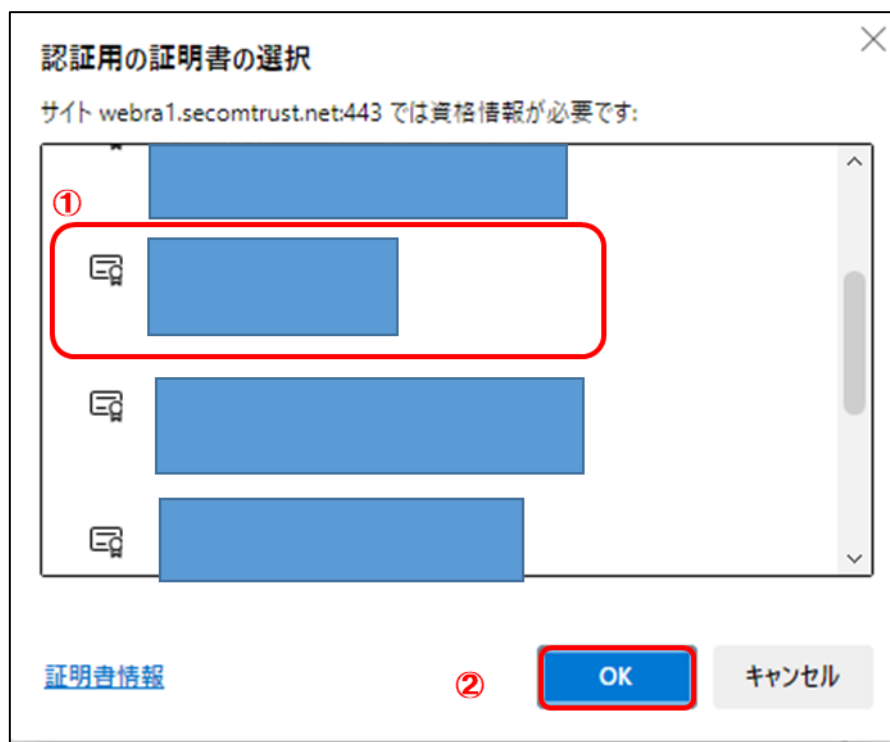 認証用の証明書の選択
サイト webra1.secomtrust.net:443 では資格情報が必要です:
①
証明書情報
②
OK
キャンセル